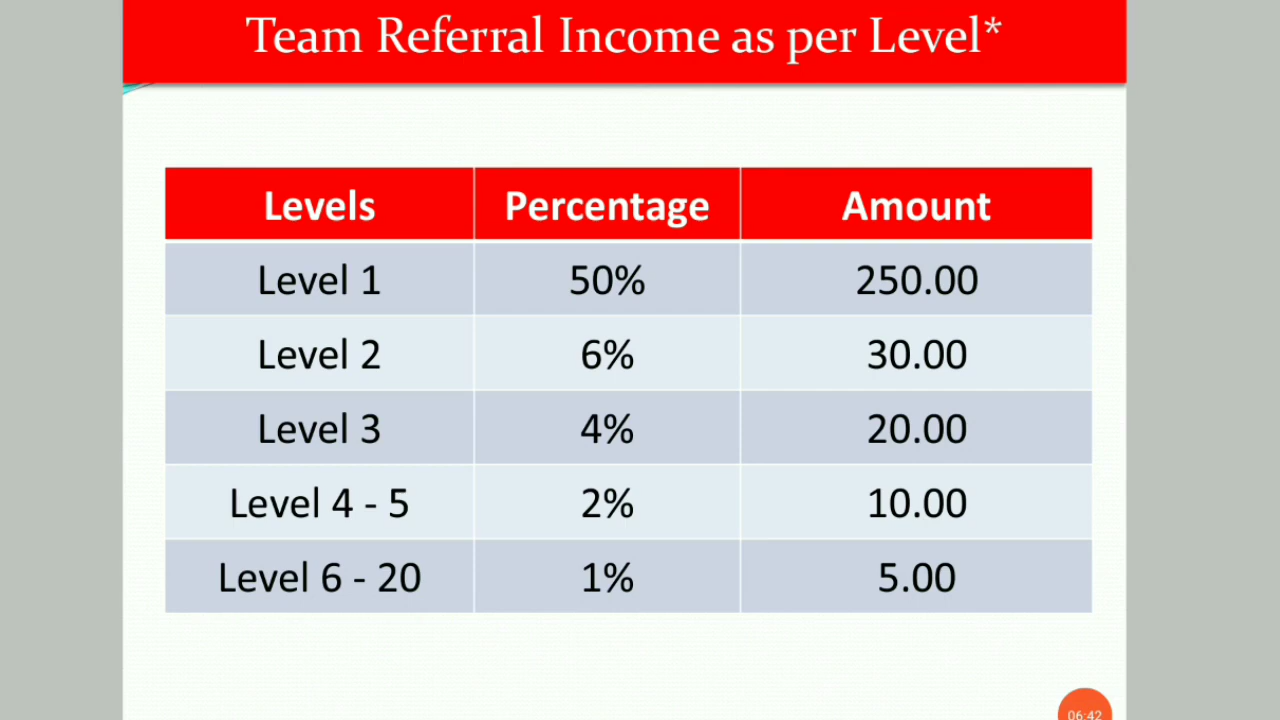 Team Referral Income as per Level*
Levels Percentage Amount
Level 1 50% 250.00
Level 2 6% 30.00
Level 3 4% 20.00
Level 4 - 5 2% 10.00
Level 6 - 20 1% 5.00
06:42